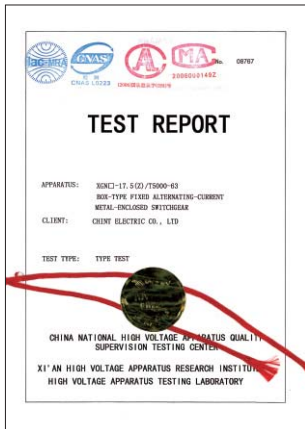 ilac-MRA
CNAS
CNAS L5223
CMA
No. 08767
2006000149Z
TEST REPORT
APPARATUS: XGN□-17.5(Z)/T5000-63
BOX-TYPE FIXED ALTERNATING-CURRENT
METAL-ENCLOSED SWITCHGEAR
CLIENT: CHINT ELECTRIC CO., LTD
TEST TYPE: TYPE TEST
CHINA NATIONAL HIGH VOLTAGE APPARATUS QUALITY
SUPERVISION TESTING CENTER
XI'AN HIGH VOLTAGE APPARATUS RESEARCH INSTITUTE
HIGH VOLTAGE APPARATUS TESTING LABORATORY